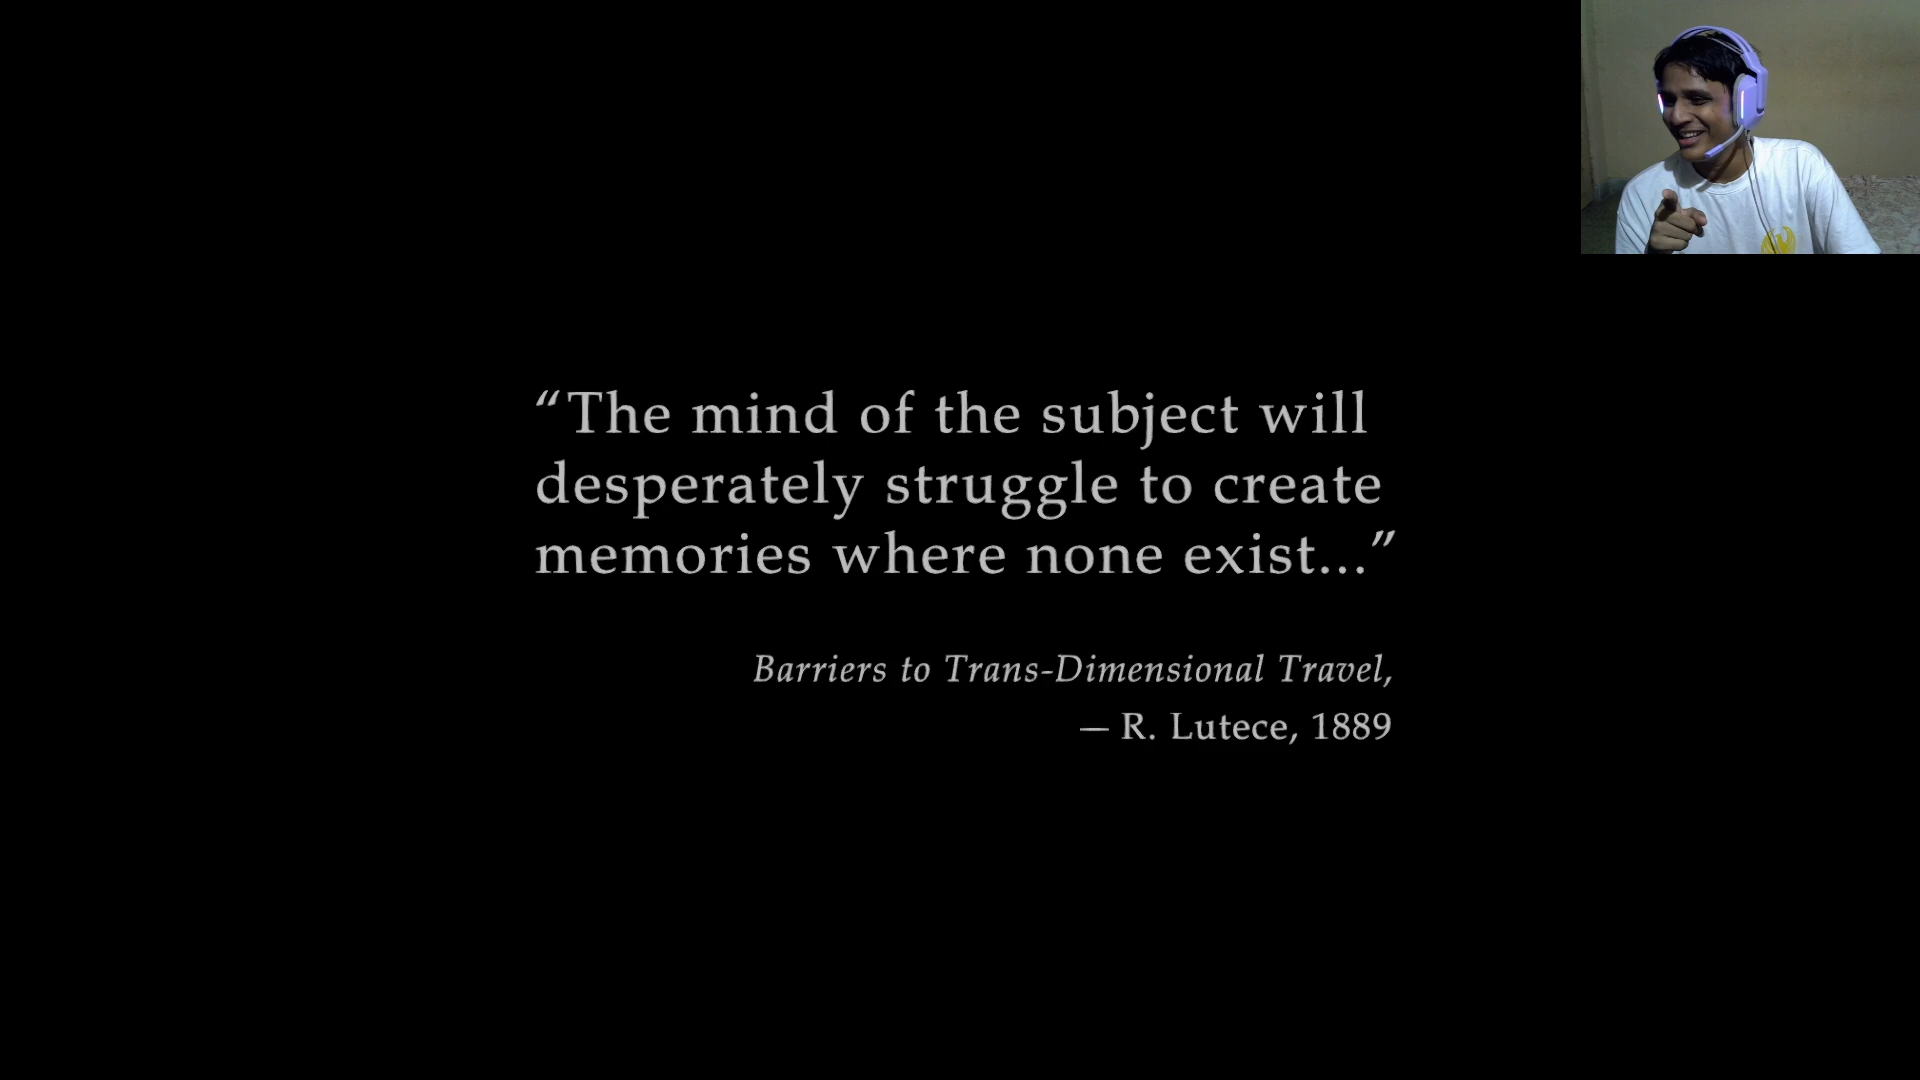 “The mind of the subject will
desperately struggle to create
memories where none exist...”
Barriers to Trans-Dimensional Travel,
— R. Lutece, 1889